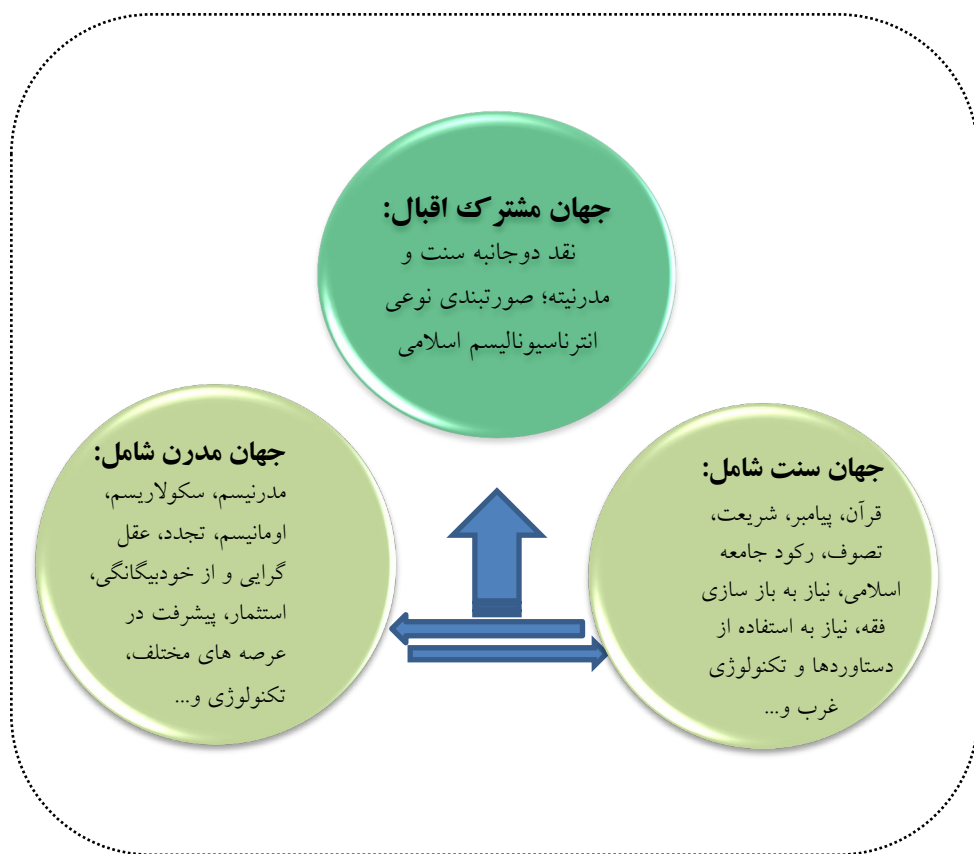 جهان مشترک اقبال:
نقد دوجانبه سنت و
مدرنیته؛ صورتبندی نوعی
انترناسیونالیسم اسلامی
جهان سنت شامل:
قرآن، پیامبر، شریعت،
تصوف، رکود جامعه
اسلامی، نیاز به باز سازی
فقه، نیاز به استفاده از
دستاوردها و تکنولوژی
غرب و...
جهان مدرن شامل:
مدرنیسم، سکولاریسم،
اومانیسم، تجدد، عقل
گرایی و از خودبیگانگی،
استثمار، پیشرفت در
عرصه های مختلف،
تکنولوژی و...